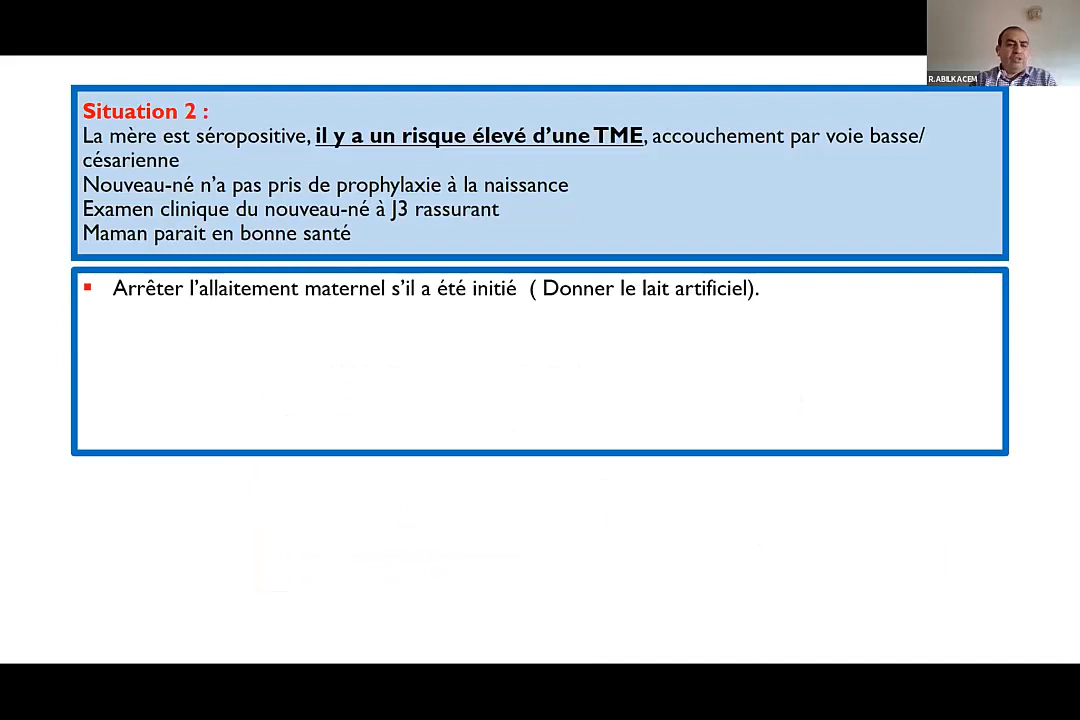 R.ABILKACEM
Situation 2 :
La mère est séropositive, il y a un risque élevé d’une TME, accouchement par voie basse/
césarienne
Nouveau-né n’a pas pris de prophylaxie à la naissance
Examen clinique du nouveau-né à J3 rassurant
Maman parait en bonne santé
▪ Arrêter l’allaitement maternel s’il a été initié ( Donner le lait artificiel).